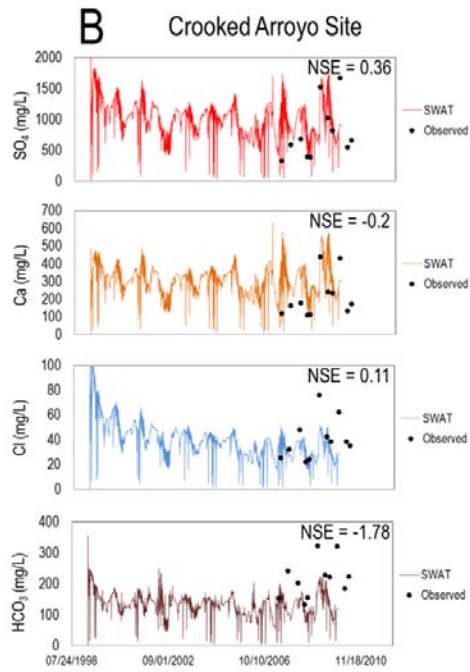 B Crooked Arroyo Site
2000
1500
1000
500
0
SO₄ (mg/L)
NSE = 0.36
SWAT
Observed
700
600
500
400
300
200
100
0
Ca (mg/L)
NSE = -0.2
SWAT
Observed
100
80
60
40
20
0
Cl (mg/L)
NSE = 0.11
SWAT
Observed
400
300
200
100
0
HCO₃ (mg/L)
NSE = -1.78
SWAT
Observed
07/24/1998 09/01/2002 10/10/2006 11/18/2010